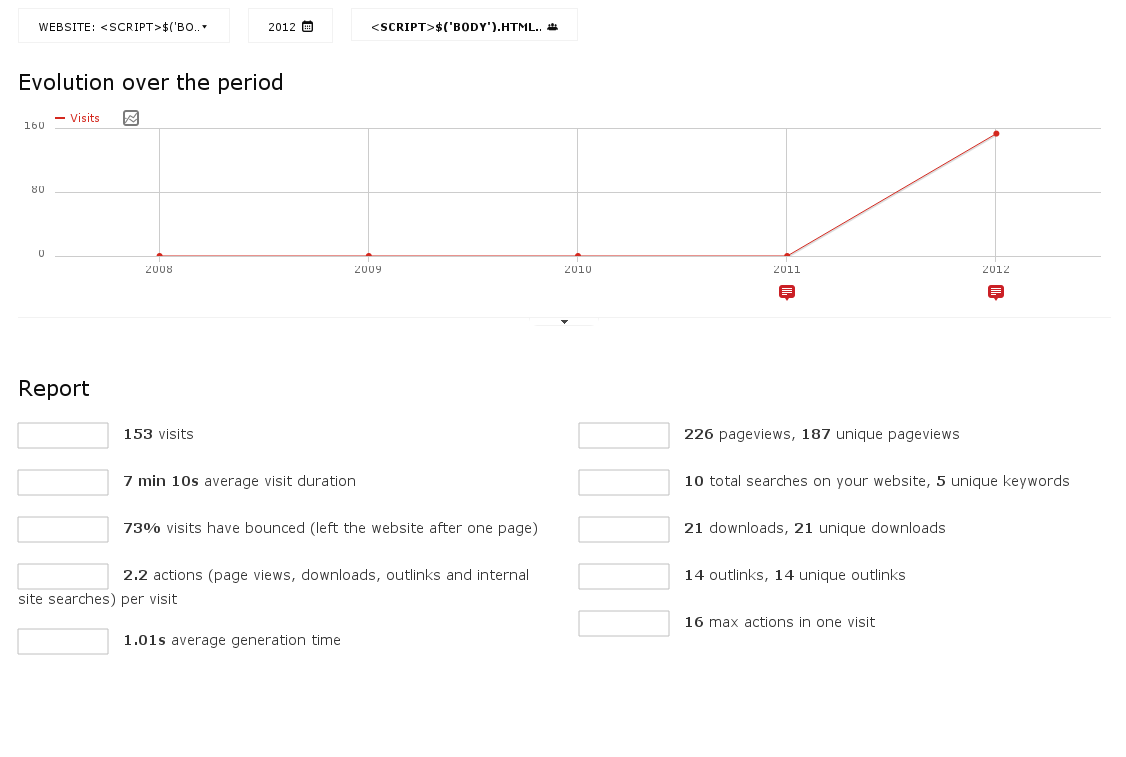 WEBSITE: <SCRIPT>$('BO.. 2012 <SCRIPT>$('BODY').HTML..
Evolution over the period
Visits
160
80
0
2008 2009 2010 2011 2012
Report
153 visits
7 min 10s average visit duration
73% visits have bounced (left the website after one page)
2.2 actions (page views, downloads, outlinks and internal
site searches) per visit
1.01s average generation time
226 pageviews, 187 unique pageviews
10 total searches on your website, 5 unique keywords
21 downloads, 21 unique downloads
14 outlinks, 14 unique outlinks
16 max actions in one visit